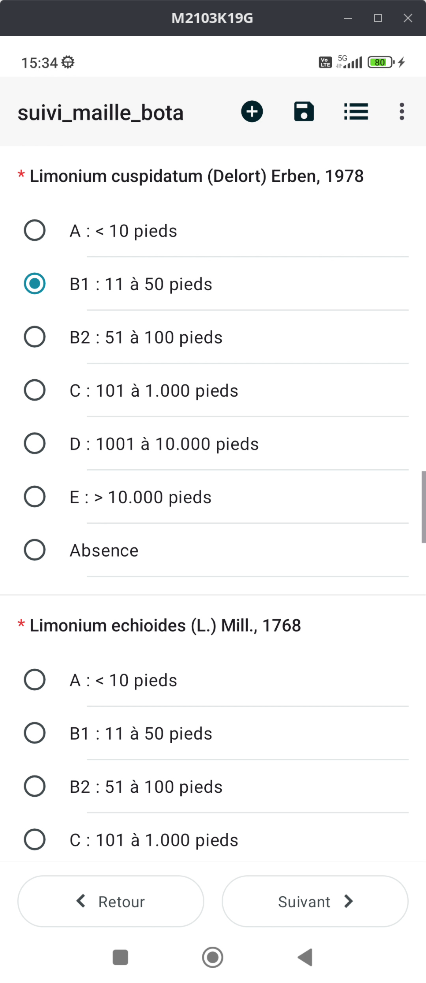 M2103K19G
15:34
5G
80
suivi_maille_bota
* Limonium cuspidatum (Delort) Erben, 1978
A : < 10 pieds
B1 : 11 à 50 pieds
B2 : 51 à 100 pieds
C : 101 à 1.000 pieds
D : 1001 à 10.000 pieds
E : > 10.000 pieds
Absence
* Limonium echioides (L.) Mill., 1768
A : < 10 pieds
B1 : 11 à 50 pieds
B2 : 51 à 100 pieds
C : 101 à 1.000 pieds
Retour
Suivant